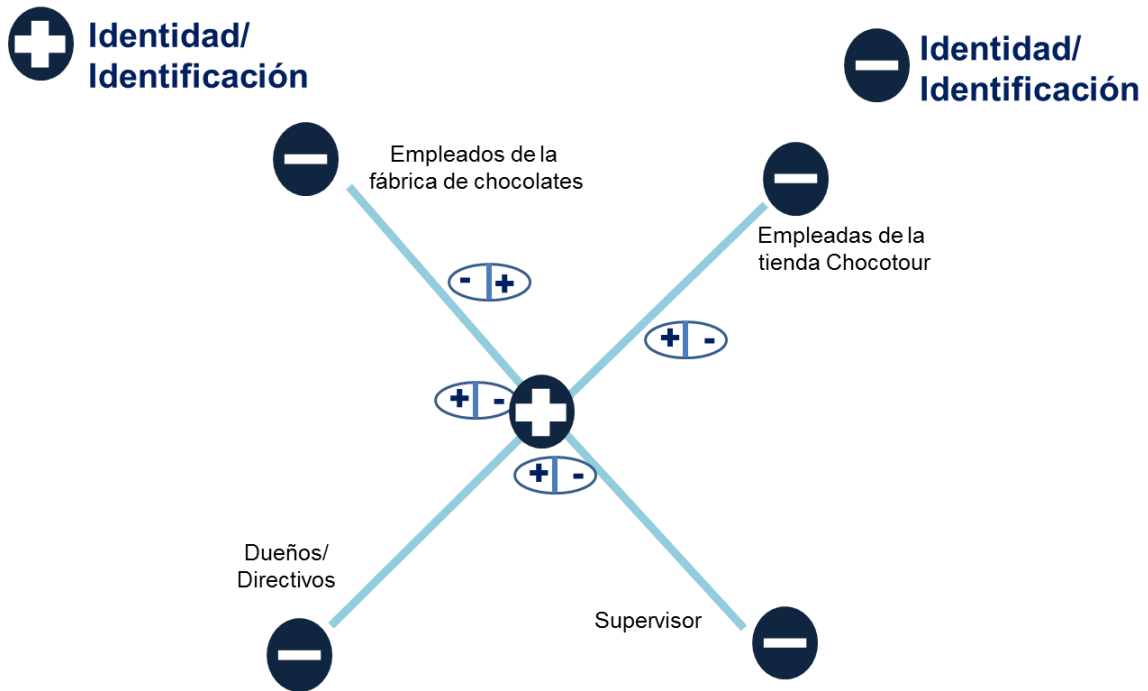 Identidad/
Identificación
Identidad/
Identificación
Empleados de la
fábrica de chocolates
Empleadas de la
tienda Chocotour
- +
+ -
+ -
+ -
Dueños/
Directivos
Supervisor